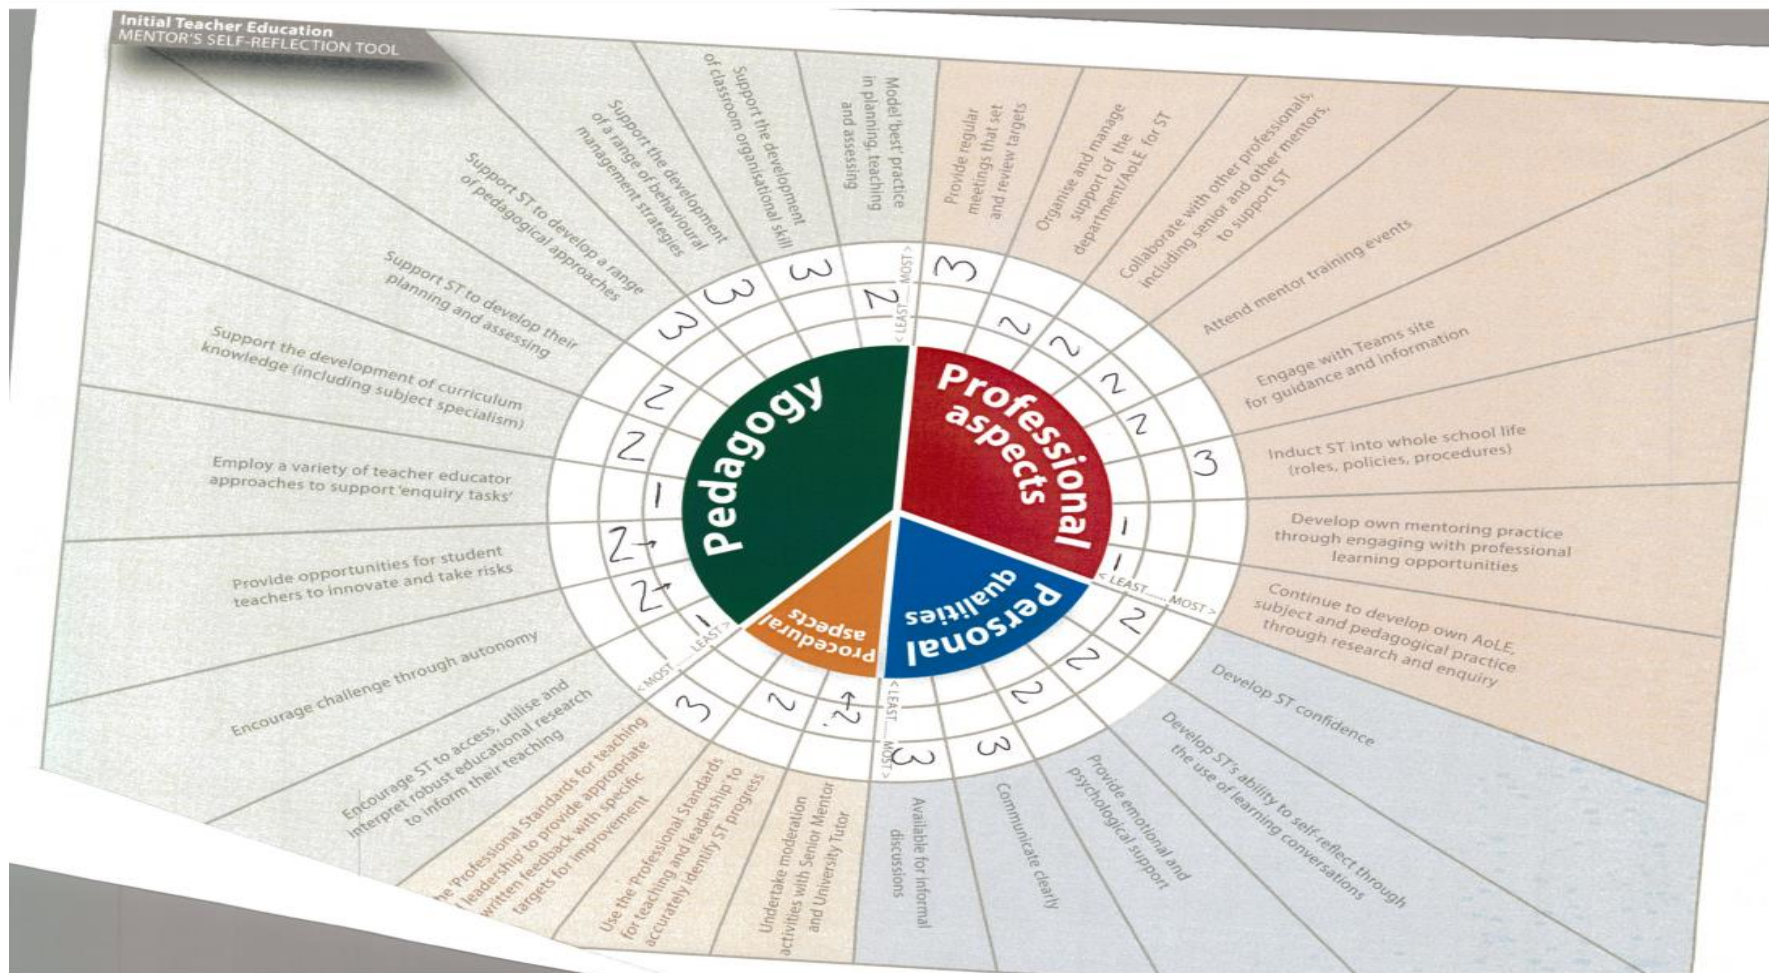 Initial Teacher Education
MENTOR'S SELF-REFLECTION TOOL
Model 'best' practice
in planning, teaching
and assessing
2
Support the development
of classroom organisational skill
3
Support the development
of a range of behavioural
management strategies
3
Support ST to develop a range
of pedagogical approaches
3
Support ST to develop their
planning and assessing
2
Support the development of curriculum
knowledge (including subject specialism)
2
Employ a variety of teacher educator
approaches to support 'enquiry tasks'
1
Provide opportunities for student
teachers to innovate and take risks
2→
Encourage challenge through autonomy
2→
Encourage ST to access, utilise and
interpret robust educational research
to inform their teaching
1
Pedagogy
< LEAST...... MOST >
Provide regular
meetings that set
and review targets
3
Organise and manage
support of the
department/AoLE for ST
2
Collaborate with other professionals,
including senior and other mentors,
to support ST
2
Attend mentor training events
2
Engage with Teams site
for guidance and information
2
Induct ST into whole school life
(roles, policies, procedures)
3
Develop own mentoring practice
through engaging with professional
learning opportunities
1
Continue to develop own AoLE,
subject and pedagogical practice
through research and enquiry
1
Professional
aspects
< LEAST...... MOST >
Develop ST confidence
2
Develop ST's ability to self-reflect through
the use of learning conversations
2
Provide emotional and
psychological support
2
Communicate clearly
3
Available for informal
discussions
3
Personal
qualities
< LEAST...... MOST >
Undertake moderation
activities with Senior Mentor
and University Tutor
←2?
Use the 'Professional Standards
for teaching and leadership' to
accurately identify ST progress
2
'Professional Standards for teaching
leadership' to provide appropriate
written feedback with specific
targets for improvement
3
Procedural
aspects
< MOST ...... LEAST >